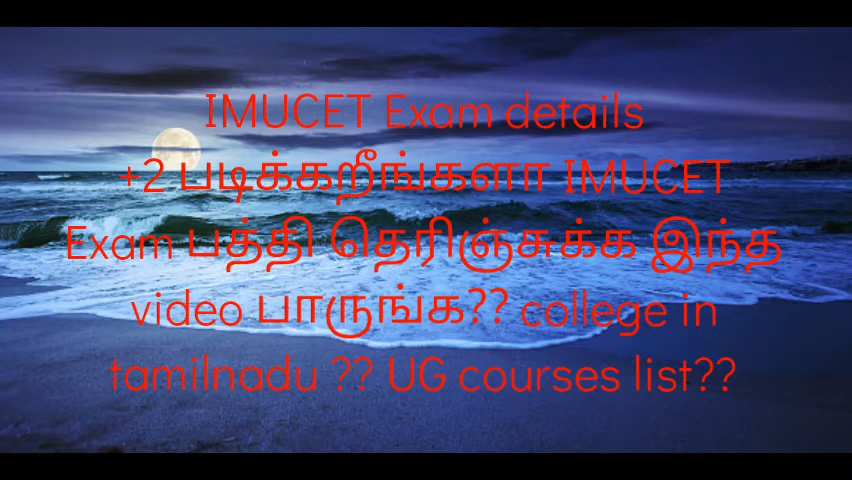 IMUCET Exam details
+2 படிக்கறீங்களா IMUCET
Exam பத்தி தெரிஞ்சுக்க இந்த
video பாருங்க?? college in
tamilnadu ?? UG courses list??